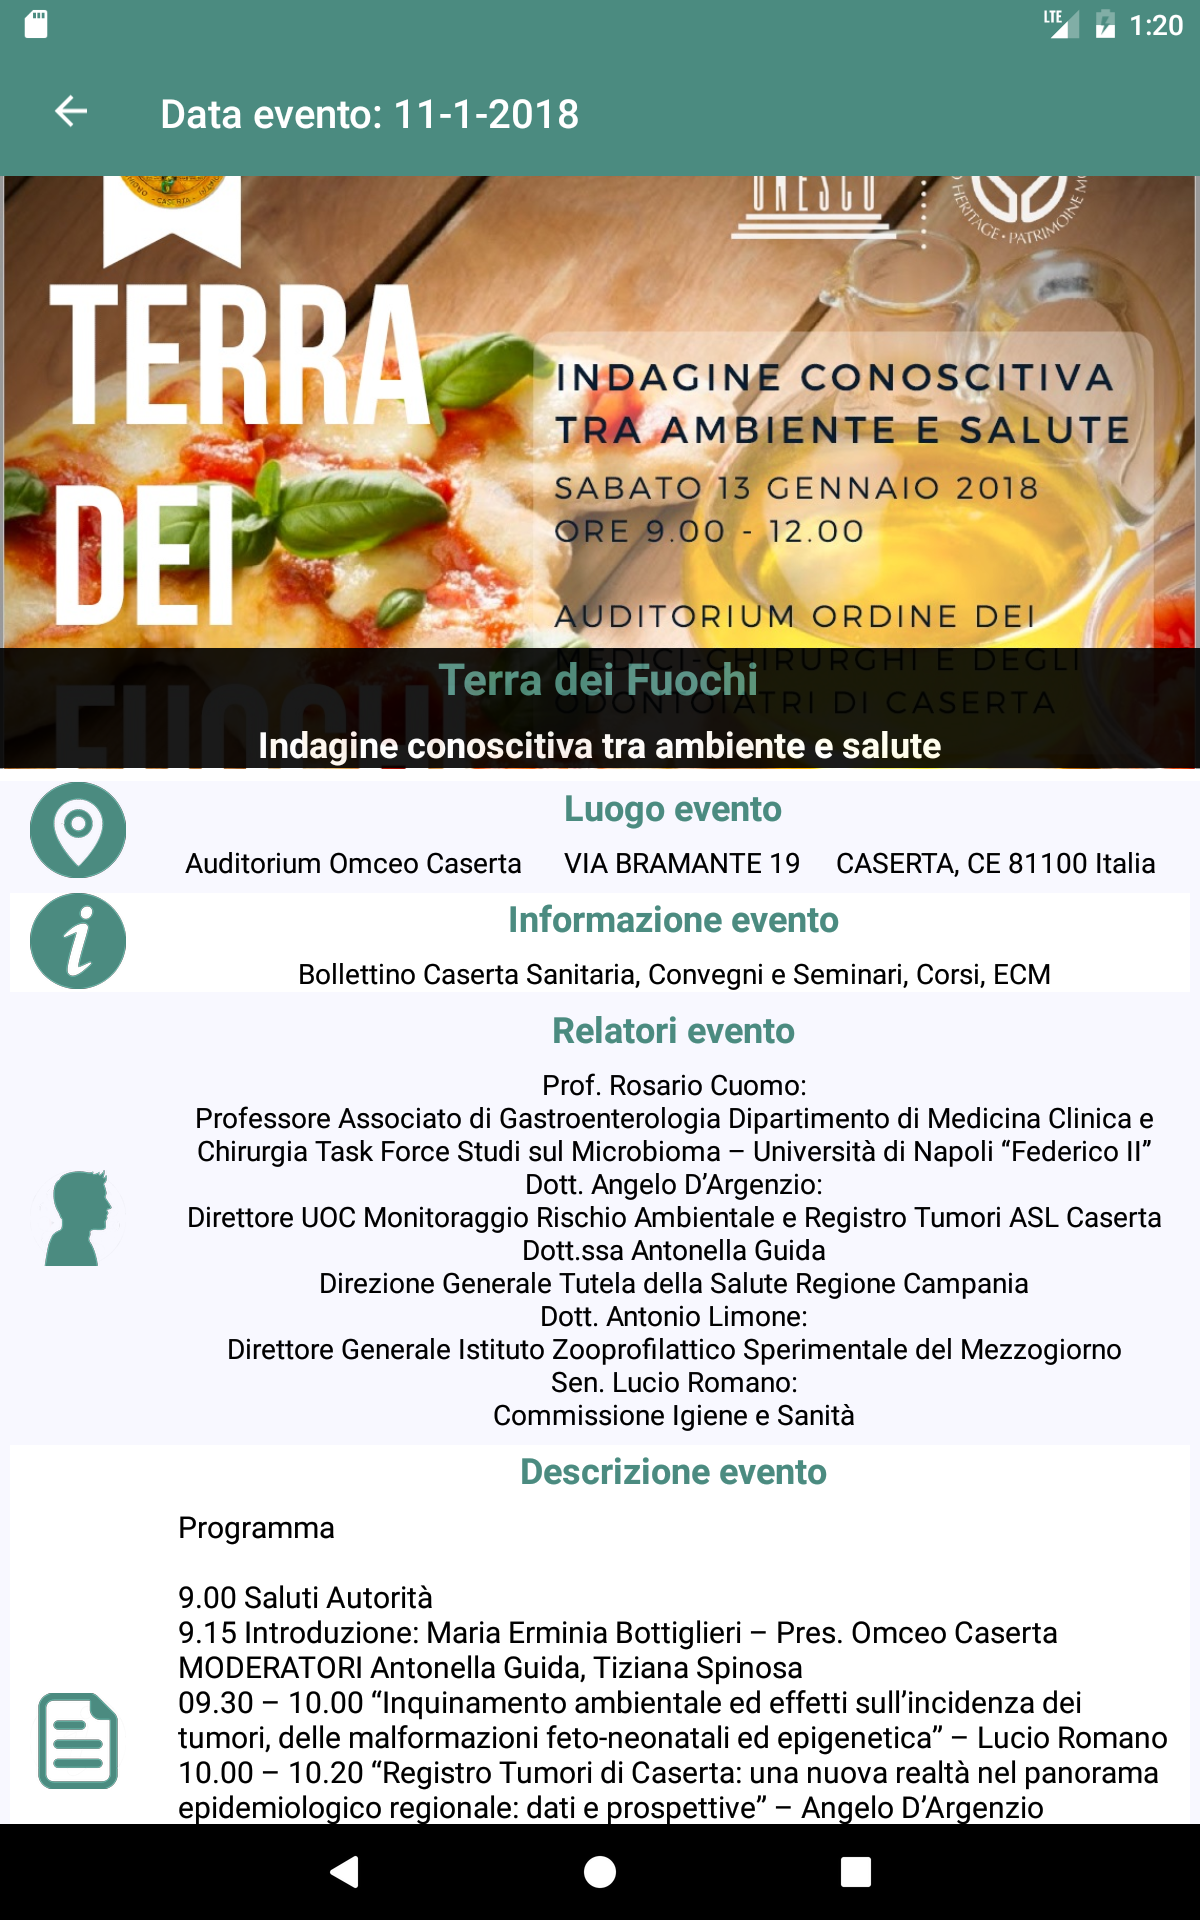 LTE 1:20
Data evento: 11-1-2018
CASERTA
UNESCO
HERITAGE • PATRIMOINE
TERRA
DEI
FUOCHI
INDAGINE CONOSCITIVA
TRA AMBIENTE E SALUTE
SABATO 13 GENNAIO 2018
ORE 9.00 - 12.00
AUDITORIUM ORDINE DEI
MEDICI-CHIRURGHI E DEGLI
ODONTOIATRI DI CASERTA
Terra dei Fuochi
Indagine conoscitiva tra ambiente e salute
Luogo evento
Auditorium Omceo Caserta VIA BRAMANTE 19 CASERTA, CE 81100 Italia
Informazione evento
Bollettino Caserta Sanitaria, Convegni e Seminari, Corsi, ECM
Relatori evento
Prof. Rosario Cuomo:
Professore Associato di Gastroenterologia Dipartimento di Medicina Clinica e
Chirurgia Task Force Studi sul Microbioma – Università di Napoli “Federico II”
Dott. Angelo D’Argenzio:
Direttore UOC Monitoraggio Rischio Ambientale e Registro Tumori ASL Caserta
Dott.ssa Antonella Guida
Direzione Generale Tutela della Salute Regione Campania
Dott. Antonio Limone:
Direttore Generale Istituto Zooprofilattico Sperimentale del Mezzogiorno
Sen. Lucio Romano:
Commissione Igiene e Sanità
Descrizione evento
Programma
9.00 Saluti Autorità
9.15 Introduzione: Maria Erminia Bottiglieri – Pres. Omceo Caserta
MODERATORI Antonella Guida, Tiziana Spinosa
09.30 – 10.00 “Inquinamento ambientale ed effetti sull’incidenza dei
tumori, delle malformazioni feto-neonatali ed epigenetica” – Lucio Romano
10.00 – 10.20 “Registro Tumori di Caserta: una nuova realtà nel panorama
epidemiologico regionale: dati e prospettive” – Angelo D’Argenzio